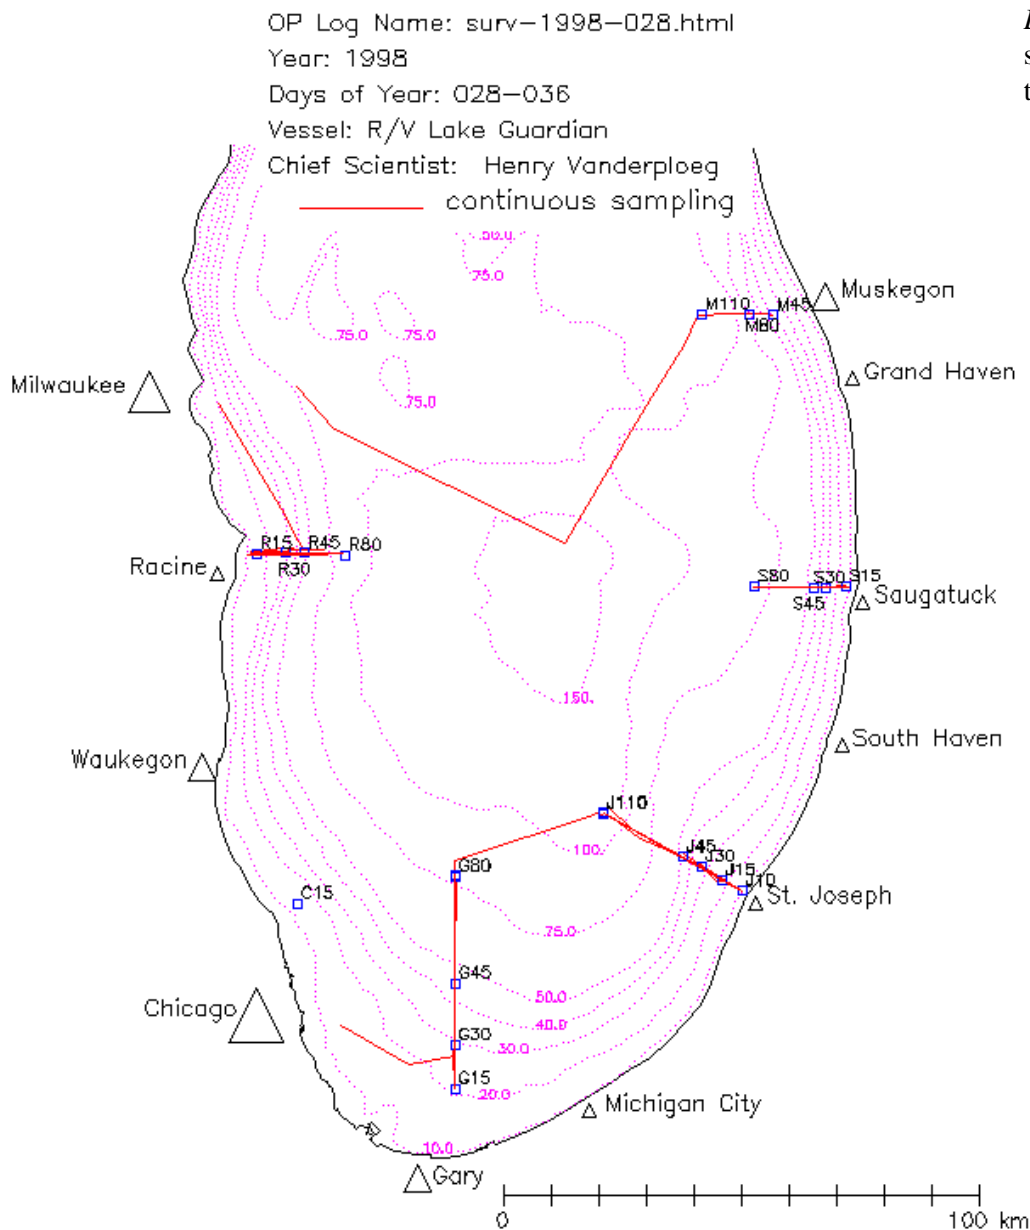 OP Log Name: surv-1998-028.html
Year: 1998
Days of Year: 028-036
Vessel: R/V Lake Guardian
Chief Scientist: Henry Vanderploeg
continuous sampling
50.0
75.0
75.0
75.0
75.0
M110
M45
M80
Muskegon
Grand Haven
Milwaukee
R15
R45
R80
R30
Racine
S80
S30
S15
S45
Saugatuck
150.
South Haven
Waukegon
J110
100.
J45
J30
J15
J10
St. Joseph
G80
C15
75.0
G45
50.0
Chicago
40.0
G30
30.0
G15
20.0
Michigan City
10.0
Gary
0
100 km